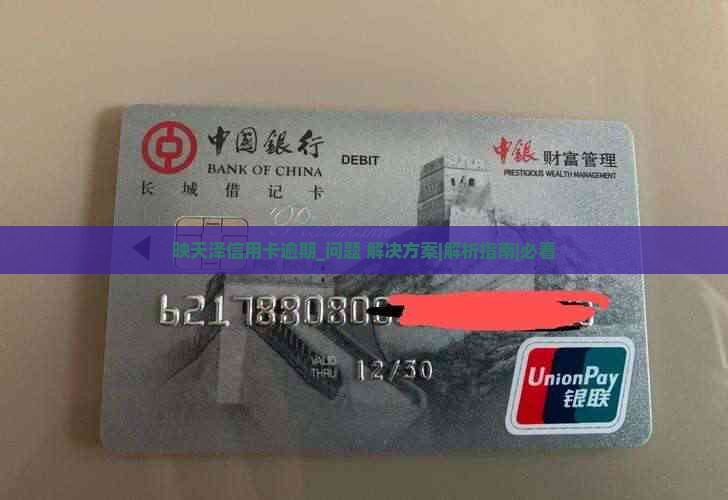 中国银行
BANK OF CHINA
DEBIT
长城借记卡
中銀 财富管理
PRESTIGIOUS WEALTH MANAGEMENT
映天泽信用卡逾期_问题 解决方案|解析指南|必看
621788080
VALID
THRU
12/30
UnionPay
银联